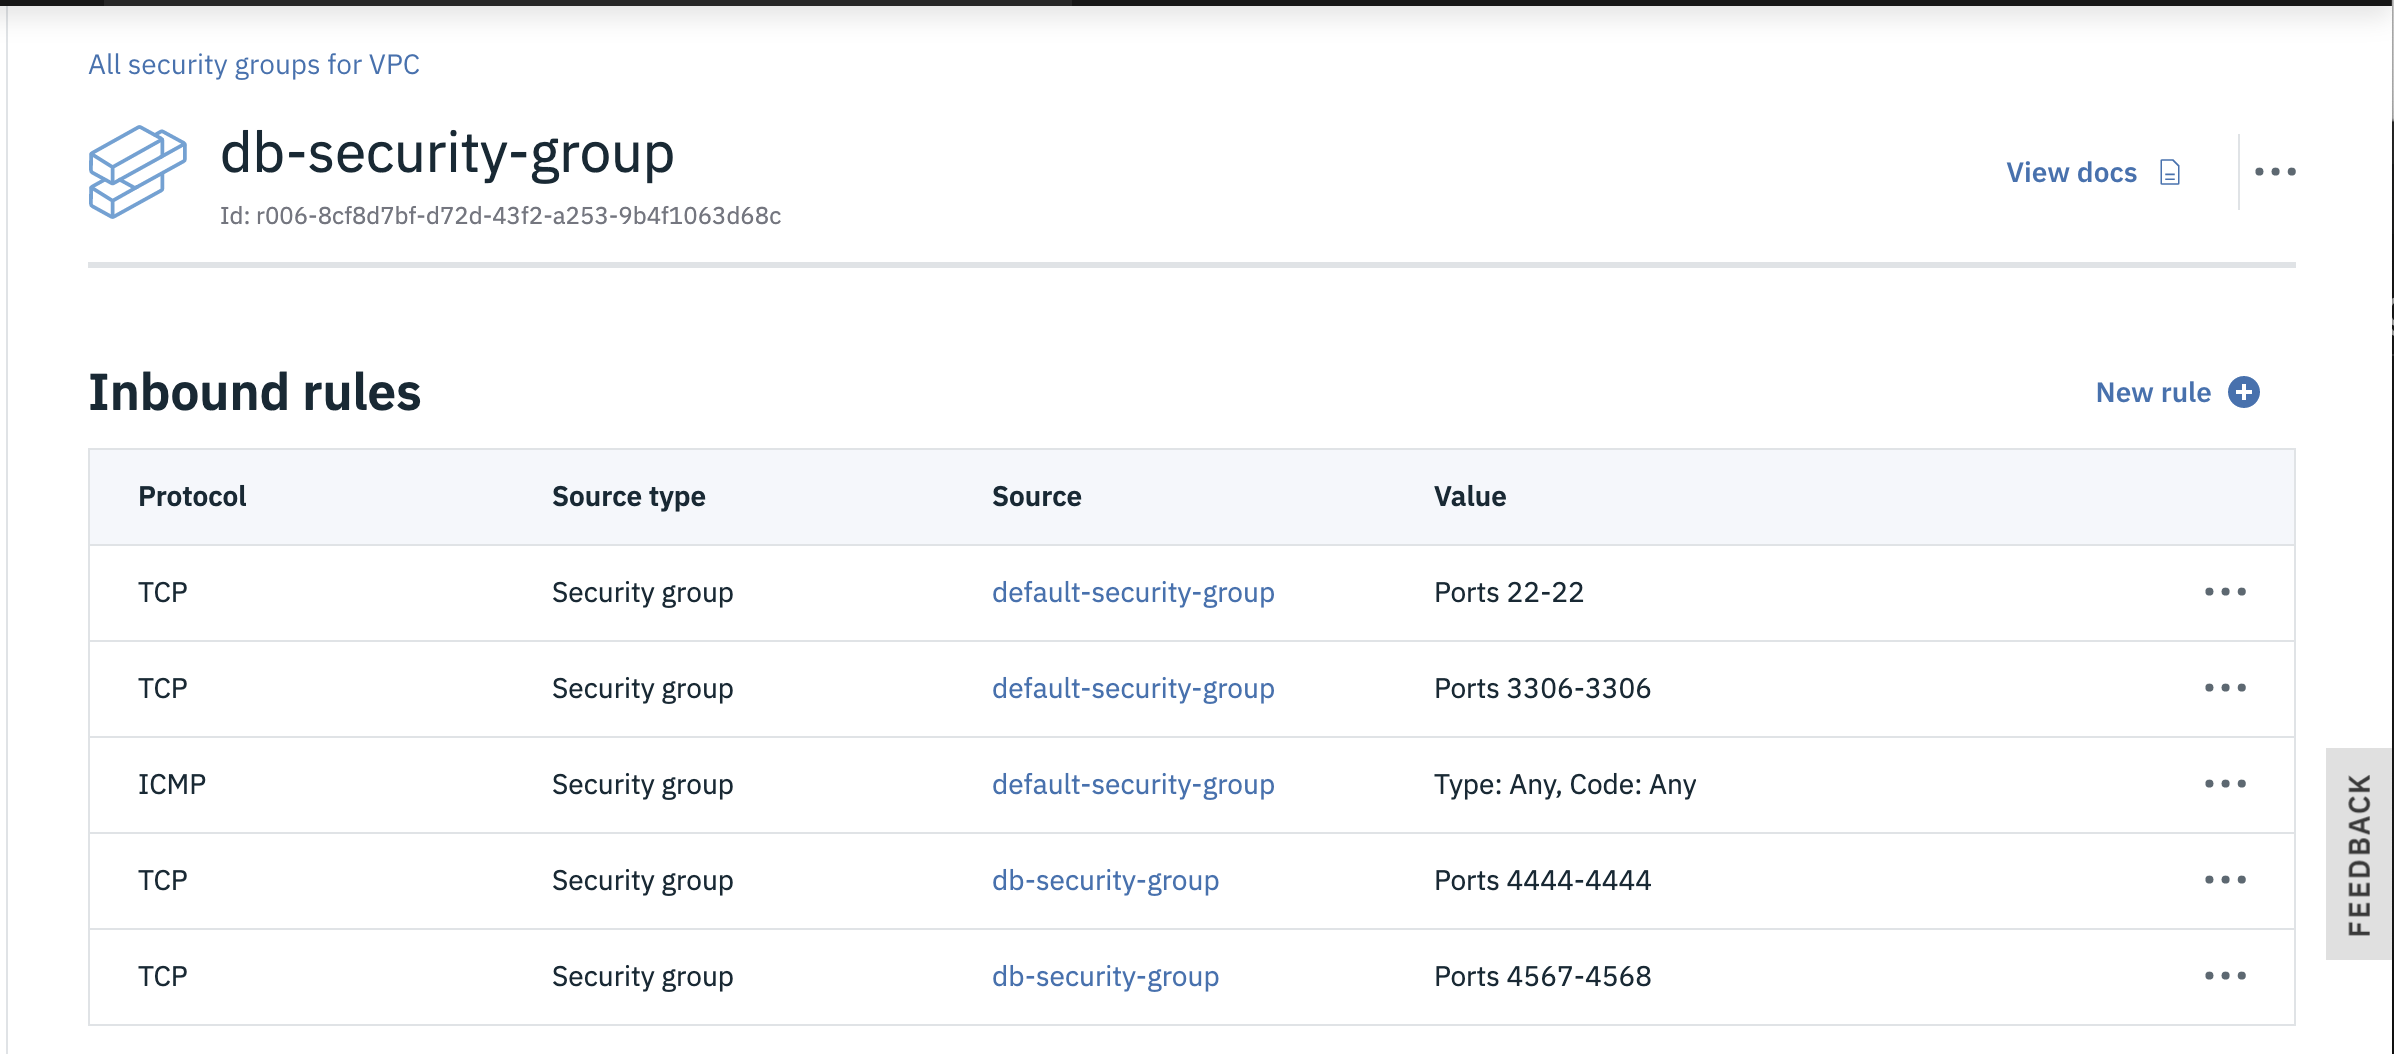 All security groups for VPC
db-security-group
Id: r006-8cf8d7bf-d72d-43f2-a253-9b4f1063d68c
View docs
Inbound rules
New rule
Protocol Source type Source Value
TCP Security group default-security-group Ports 22-22
TCP Security group default-security-group Ports 3306-3306
ICMP Security group default-security-group Type: Any, Code: Any
TCP Security group db-security-group Ports 4444-4444
TCP Security group db-security-group Ports 4567-4568
FEEDBACK